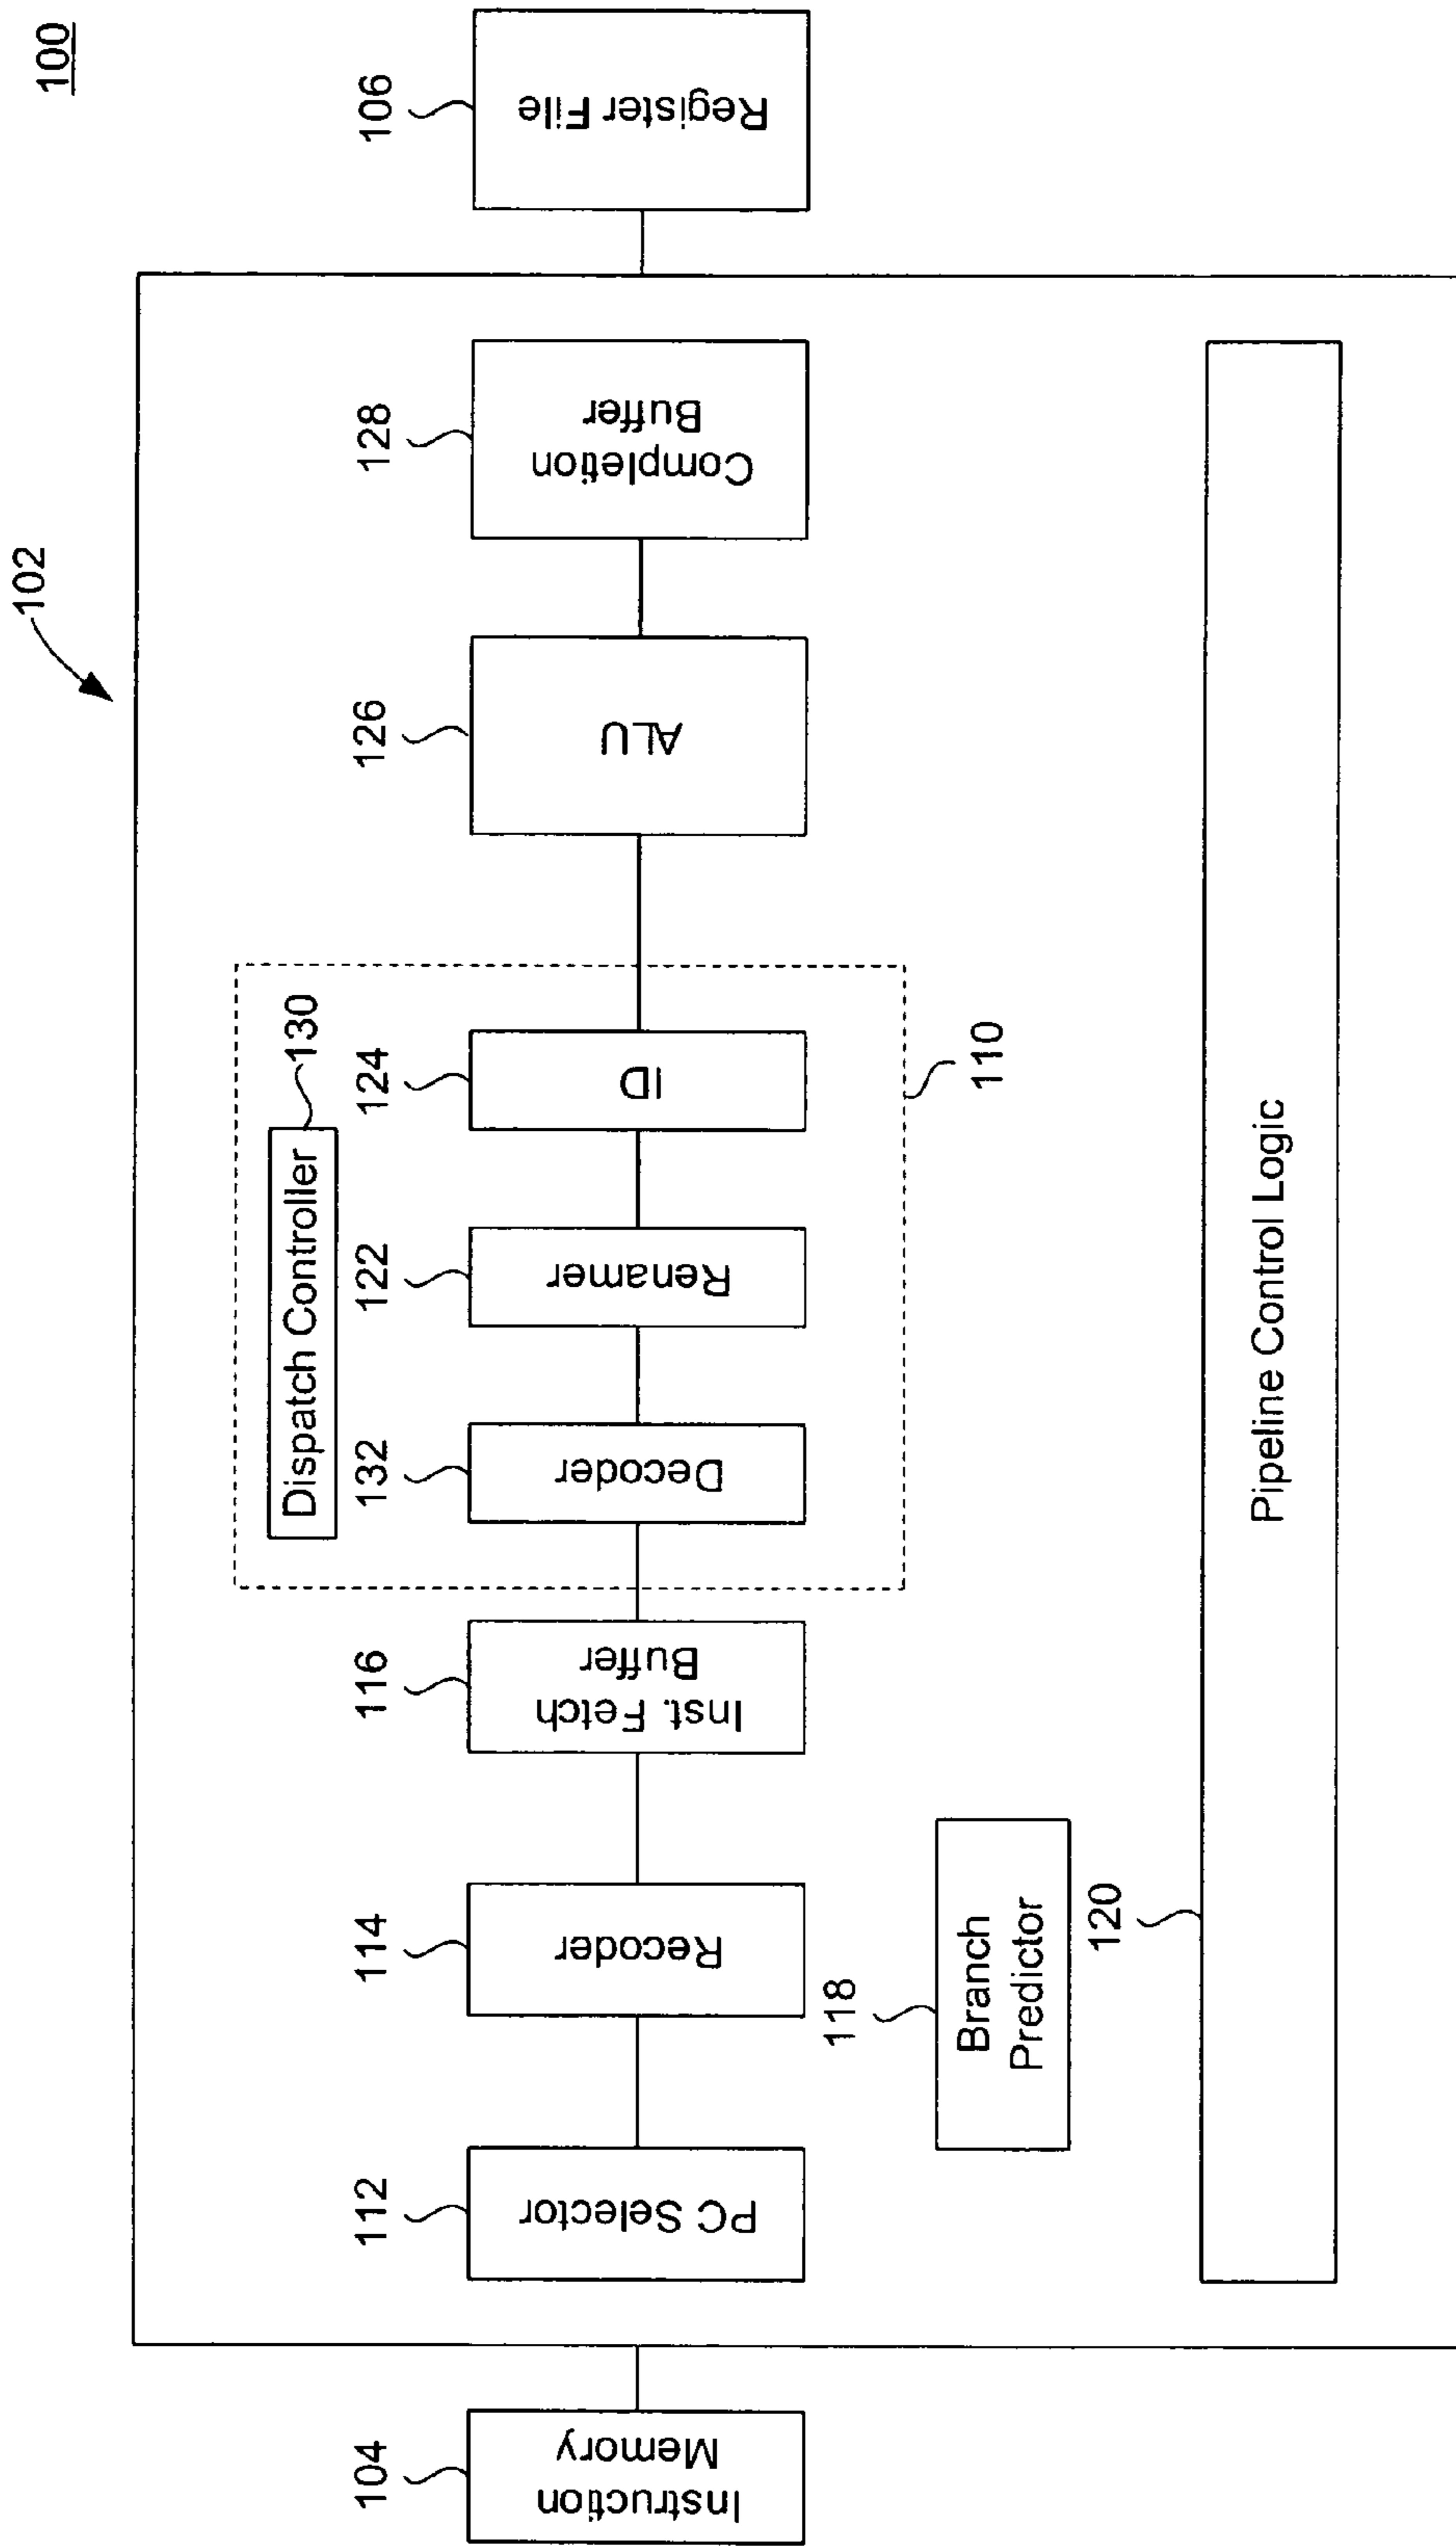 100
102
104
Instruction
Memory
112
PC Selector
114
Recoder
116
Inst. Fetch
Buffer
118
Branch
Predictor
120
Pipeline Control Logic
Dispatch Controller
130
132
Decoder
122
Renamer
124
ID
110
126
ALU
128
Completion
Buffer
106
Register File